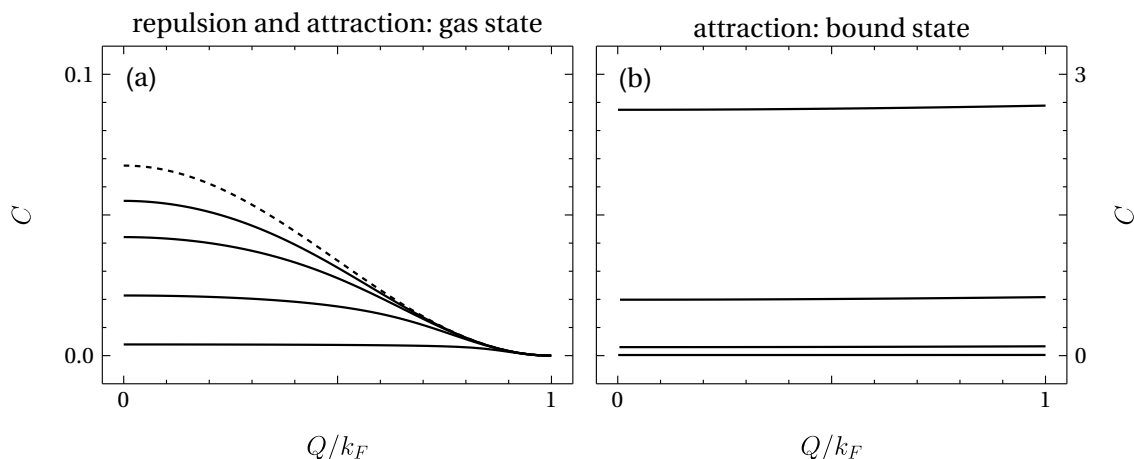 repulsion and attraction: gas state
attraction: bound state
(a)
(b)
0.1
0.0
C
0
1
Q/k_F
3
0
C
0
1
Q/k_F